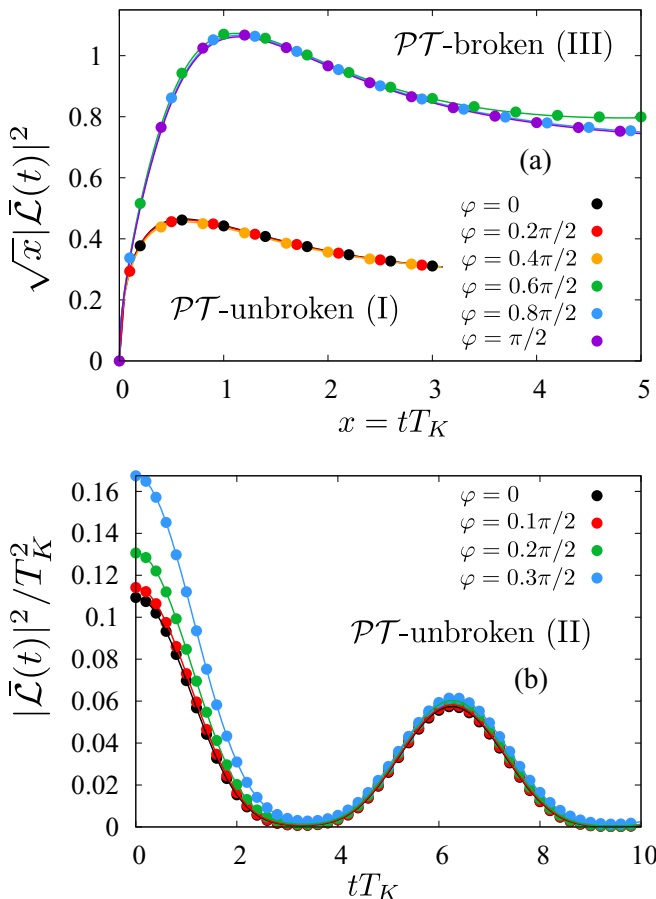 𝒫𝒯-broken (III)
1
0.8
(a)
√x|ℒ̄(t)|²
0.6
φ = 0
0.4
φ = 0.2π/2
φ = 0.4π/2
𝒫𝒯-unbroken (I)
φ = 0.6π/2
0.2
φ = 0.8π/2
φ = π/2
0
0 1 2 3 4 5
x = tT_K
0.16
φ = 0
0.14
φ = 0.1π/2
φ = 0.2π/2
0.12
φ = 0.3π/2
|ℒ̄(t)|²/T_K²
0.1
𝒫𝒯-unbroken (II)
0.08
(b)
0.06
0.04
0.02
0
0 2 4 6 8 10
tT_K